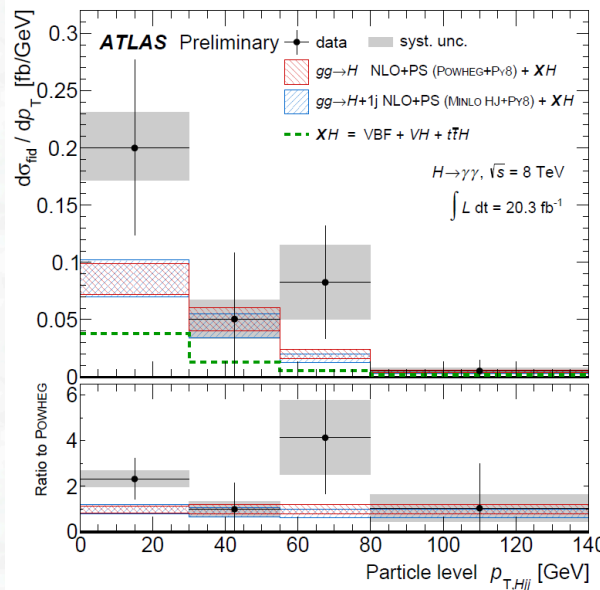 ATLAS Preliminary
data
syst. unc.
gg→H NLO+PS (POWHEG+PY8) + XH
gg→H+1j NLO+PS (MINLO HJ+PY8) + XH
XH = VBF + VH + tt̄H
H→γγ, √s = 8 TeV
∫ L dt = 20.3 fb⁻¹
dσ_fid / dp_T [fb/GeV]
0.3
0.25
0.2
0.15
0.1
0.05
0
Ratio to POWHEG
6
4
2
0
0 20 40 60 80 100 120 140
Particle level p_T,Hjj [GeV]